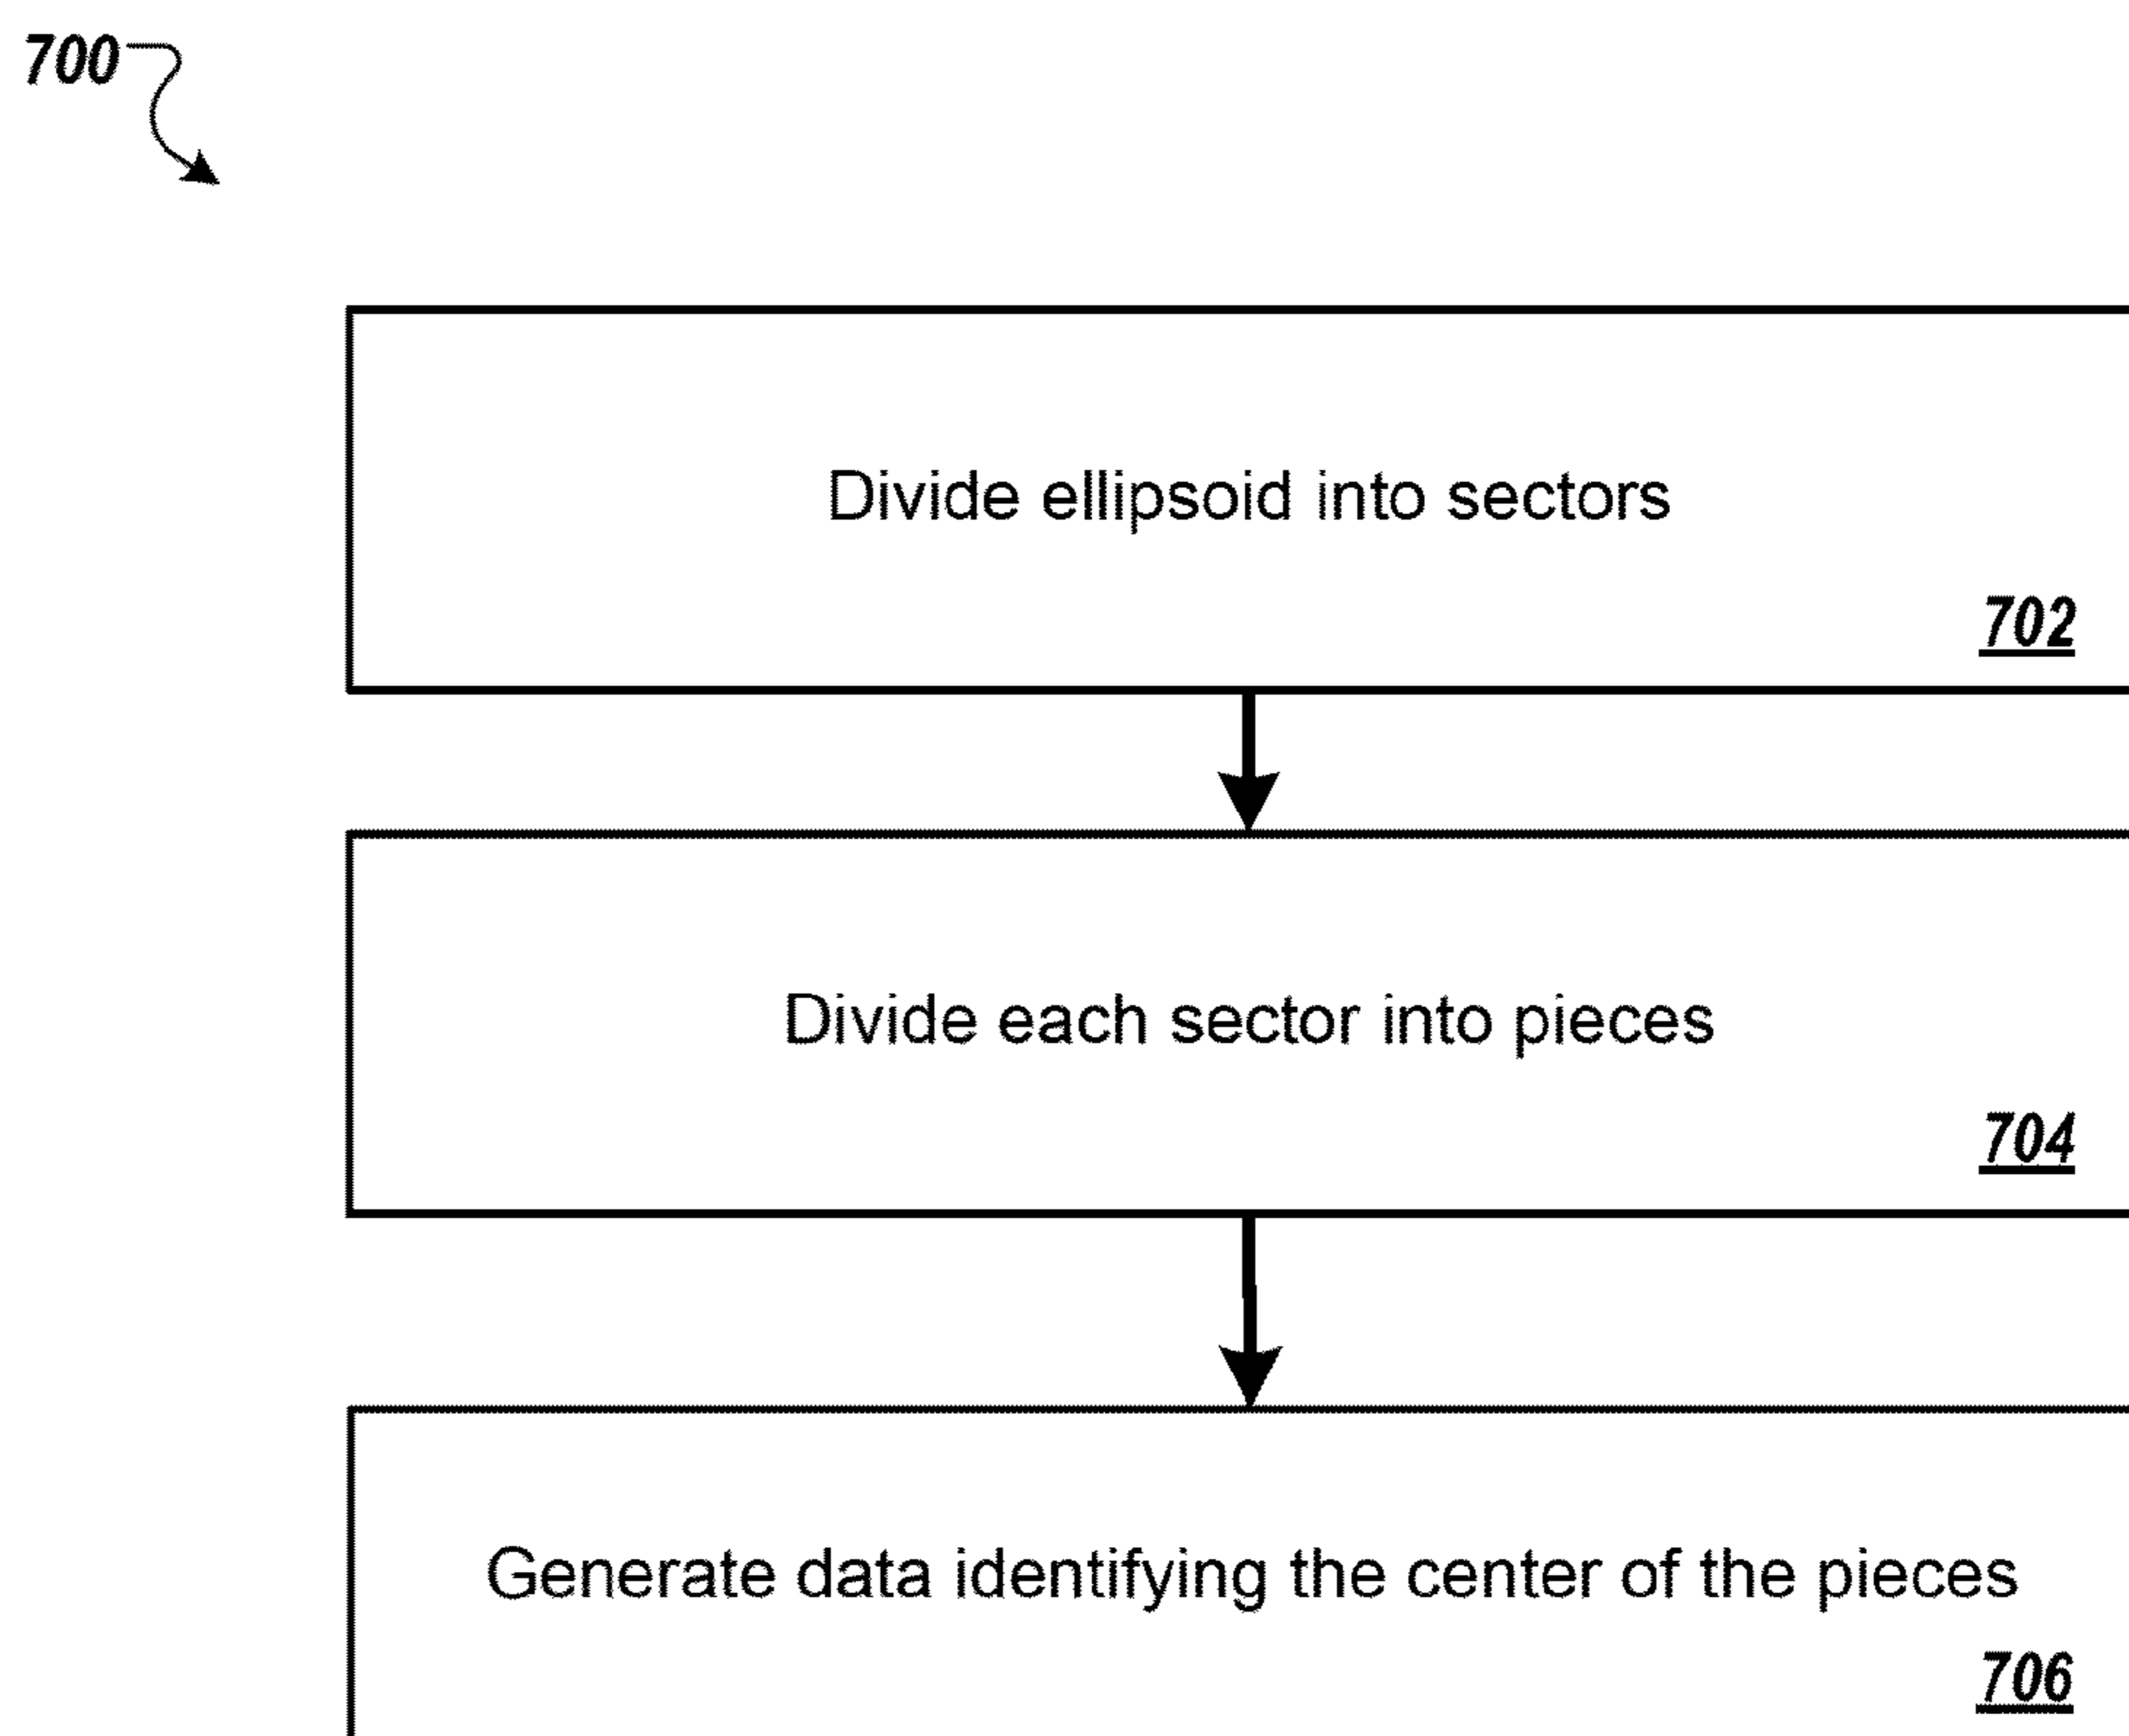 700
Divide ellipsoid into sectors
702
Divide each sector into pieces
704
Generate data identifying the center of the pieces
706